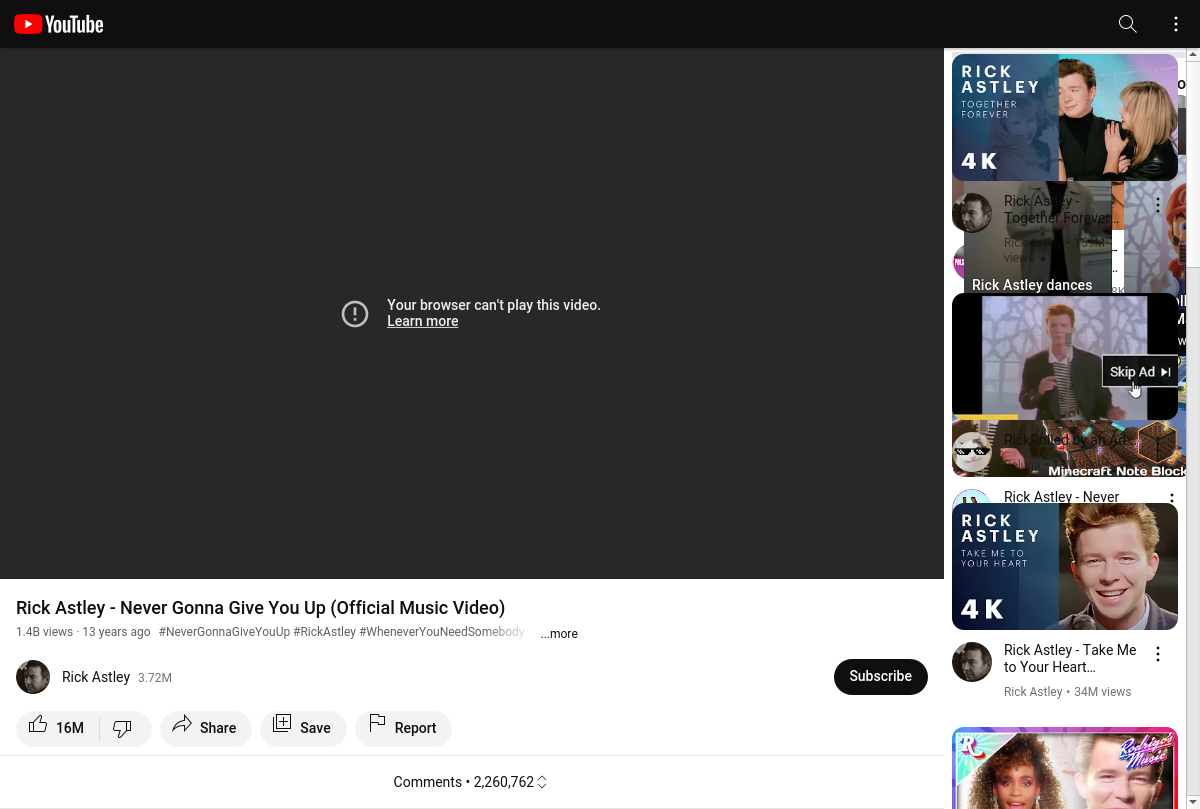 YouTube
Your browser can't play this video.
Learn more
Rick Astley - Never Gonna Give You Up (Official Music Video)
1.4B views · 13 years ago #NeverGonnaGiveYouUp #RickAstley #WheneverYouNeedSomebody
...more
Rick Astley 3.72M
Subscribe
16M
Share
Save
Report
Comments • 2,260,762
RICK
ASTLEY
TOGETHER
FOREVER
4K
Rick Astley -
Together Forever...
views
Rick Astley dances
Skip Ad
RickRolled by an Ad...
Minecraft Note Block
Rick Astley - Never
RICK
ASTLEY
TAKE ME TO
YOUR HEART
4K
Rick Astley - Take Me
to Your Heart...
Rick Astley • 34M views
R
Rodrigo's
Music